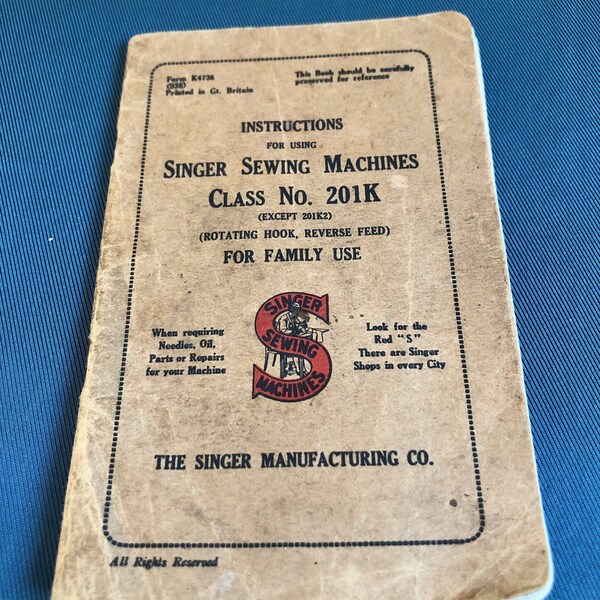 Form K4736
(938)
Printed in Gt. Britain
This Book should be carefully
preserved for reference
INSTRUCTIONS
FOR USING
SINGER SEWING MACHINES
CLASS NO. 201K
(EXCEPT 201K2)
(ROTATING HOOK, REVERSE FEED)
FOR FAMILY USE
When requiring
Needles, Oil,
Parts or Repairs
for your Machine
SINGER
SEWING
MACHINES
Look for the
Red "S"
There are Singer
Shops in every City
THE SINGER MANUFACTURING CO.
All Rights Reserved